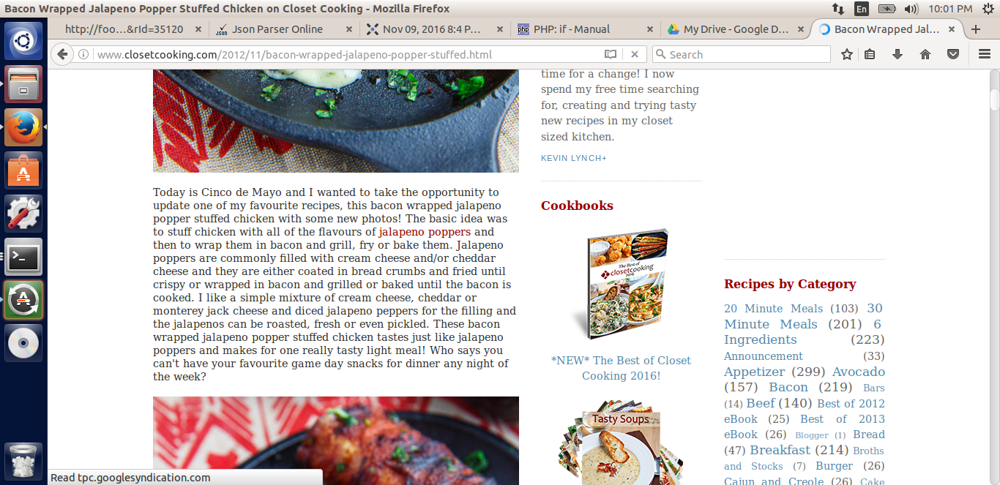 Bacon Wrapped Jalapeno Popper Stuffed Chicken on Closet Cooking - Mozilla Firefox
En
10:01 PM
http://foo...&rId=35120
JSON
Json Parser Online
Nov 09, 2016 8:4 P...
php
PHP: if - Manual
My Drive - Google D...
Bacon Wrapped Jal...
www.closetcooking.com/2012/11/bacon-wrapped-jalapeno-popper-stuffed.html
Search
Today is Cinco de Mayo and I wanted to take the opportunity to
update one of my favourite recipes, this bacon wrapped jalapeno
popper stuffed chicken with some new photos! The basic idea was
to stuff chicken with all of the flavours of jalapeno poppers and
then to wrap them in bacon and grill, fry or bake them. Jalapeno
poppers are commonly filled with cream cheese and/or cheddar
cheese and they are either coated in bread crumbs and fried until
crispy or wrapped in bacon and grilled or baked until the bacon is
cooked. I like a simple mixture of cream cheese, cheddar or
monterey jack cheese and diced jalapeno peppers for the filling and
the jalapenos can be roasted, fresh or even pickled. These bacon
wrapped jalapeno popper stuffed chicken tastes just like jalapeno
poppers and makes for one really tasty light meal! Who says you
can't have your favourite game day snacks for dinner any night of
the week?
time for a change! I now
spend my free time searching
for, creating and trying tasty
new recipes in my closet
sized kitchen.
KEVIN LYNCH+
Cookbooks
The Best of
closetcooking
2016
*NEW* The Best of Closet
Cooking 2016!
Tasty Soups
Recipes by Category
20 Minute Meals (103) 30
Minute Meals (201) 6
Ingredients (223)
Announcement (33)
Appetizer (299) Avocado
(157) Bacon (219) Bars
(14) Beef (140) Best of 2012
eBook (25) Best of 2013
eBook (26) Blogger (1) Bread
(47) Breakfast (214) Broths
and Stocks (7) Burger (26)
Cajun and Creole (26) Cake
Read tpc.googlesyndication.com